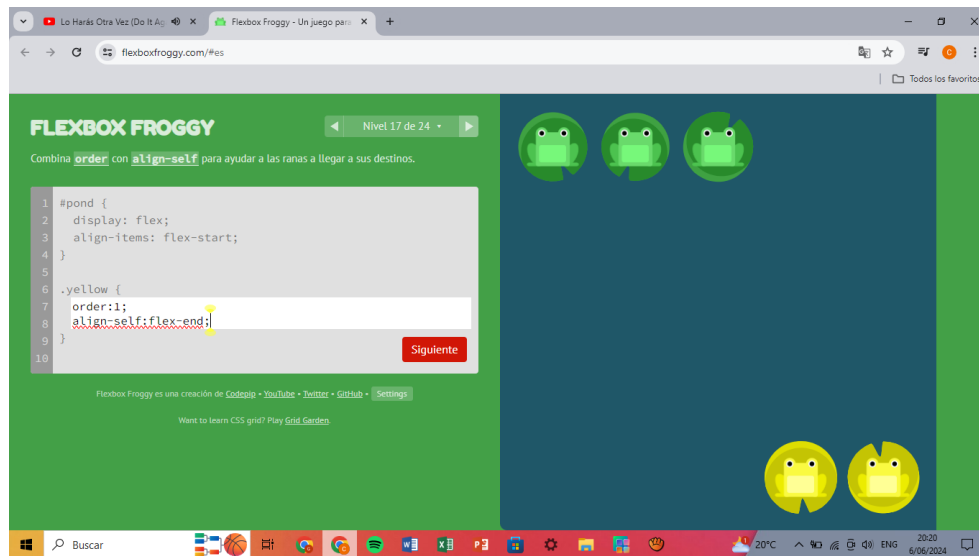 Lo Harás Otra Vez (Do It Ag
Flexbox Froggy - Un juego para
flexboxfroggy.com/#es
C
Todos los favoritos
FLEXBOX FROGGY
Nivel 17 de 24
Combina order con align-self para ayudar a las ranas a llegar a sus destinos.
1 #pond {
2 display: flex;
3 align-items: flex-start;
4 }
5
6 .yellow {
7 order:1;
8 align-self:flex-end;
9 }
10
Siguiente
Flexbox Froggy es una creación de Codepip • YouTube • Twitter • GitHub • Settings
Want to learn CSS grid? Play Grid Garden.
Buscar
20°C
ENG
20:20
6/06/2024